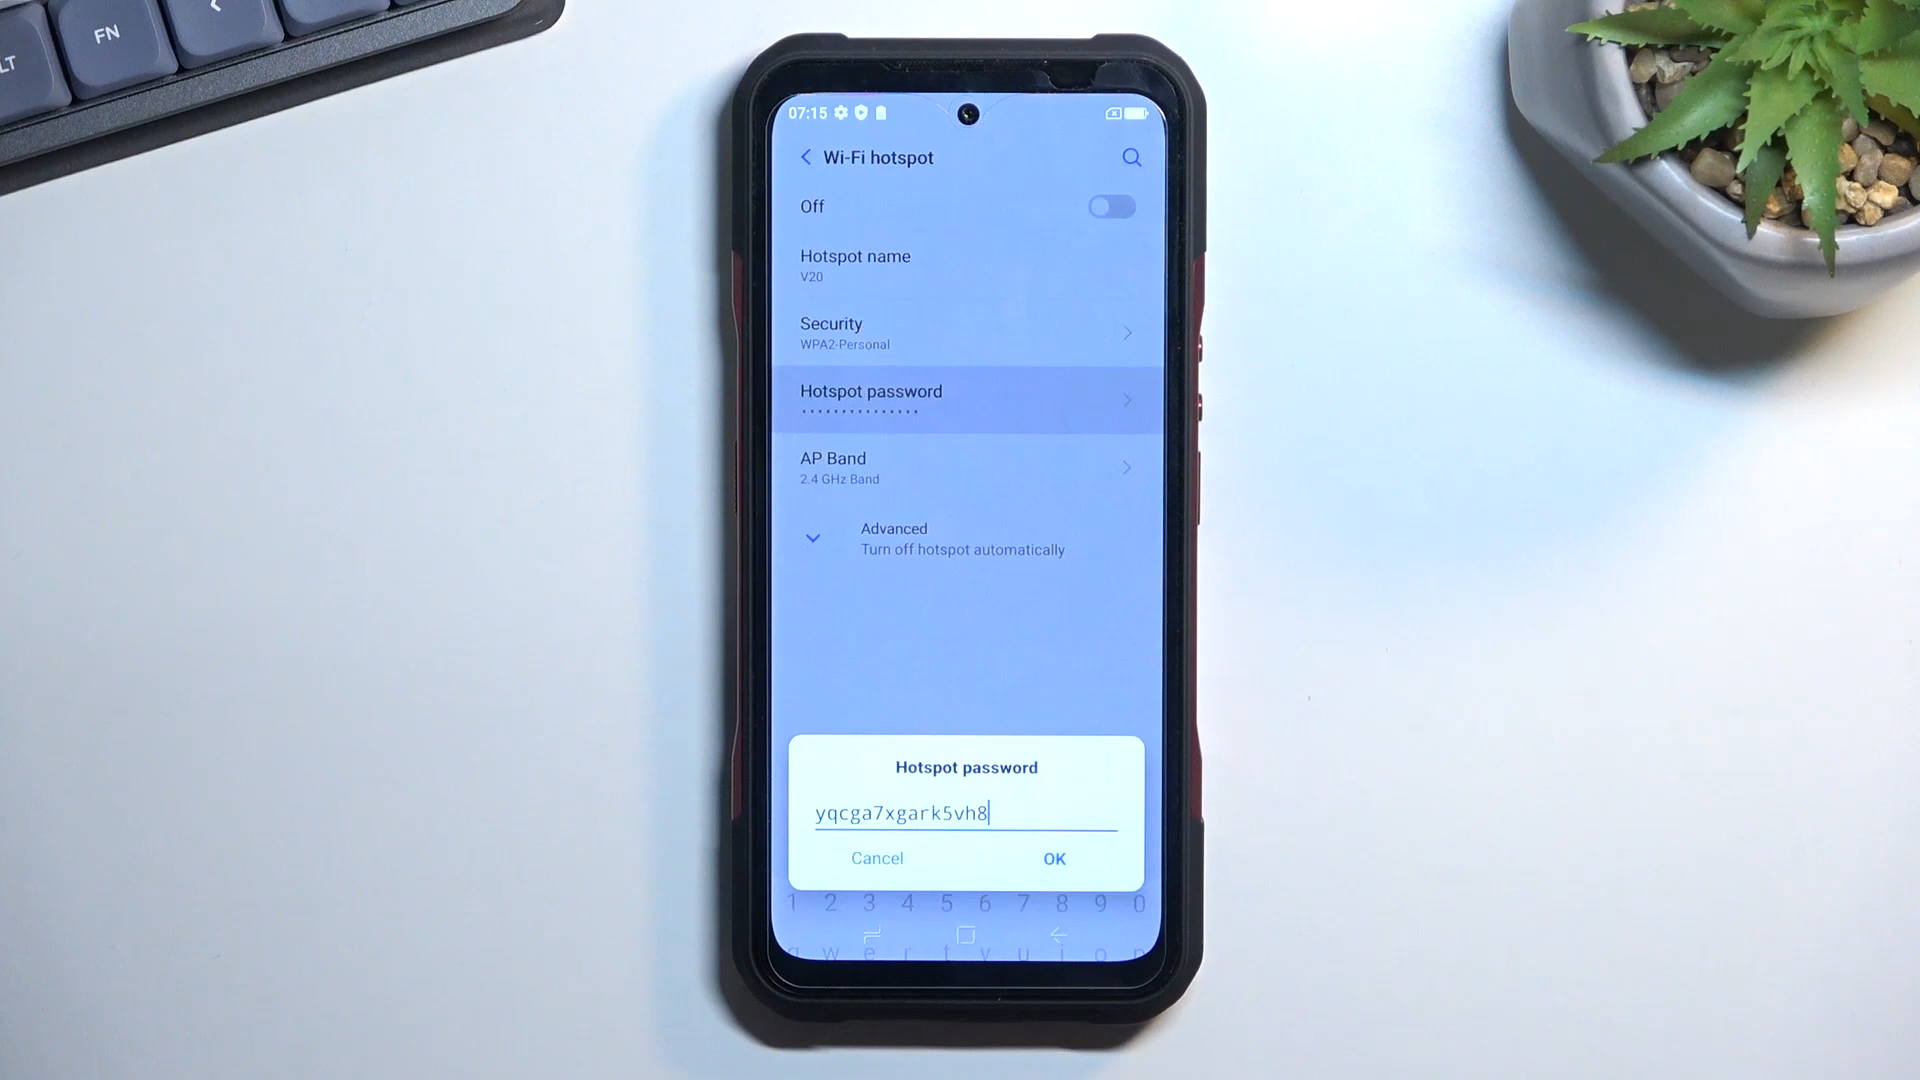 LT FN <
07:15
Wi-Fi hotspot
Off
Hotspot name
V20
Security
WPA2-Personal
Hotspot password
•••••••••••••••
AP Band
2.4 GHz Band
Advanced
Turn off hotspot automatically
Hotspot password
yqcga7xgark5vh8
Cancel OK
1 2 3 4 5 6 7 8 9 0
q w e r t y u i o p